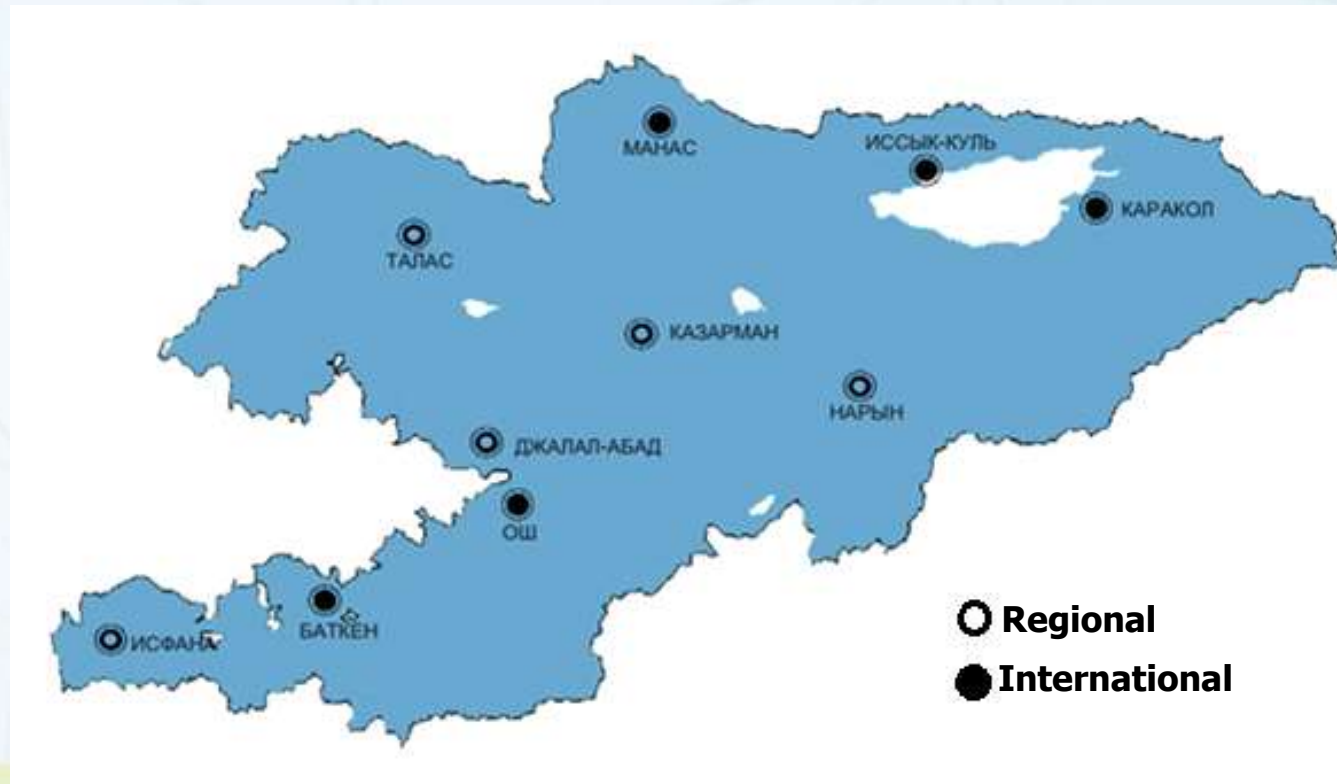 МАНАС
ИССЫК-КУЛЬ
КАРАКОЛ
ТАЛАС
КАЗАРМАН
НАРЫН
ДЖАЛАЛ-АБАД
ОШ
БАТКЕН
ИСФАНА
Regional
International